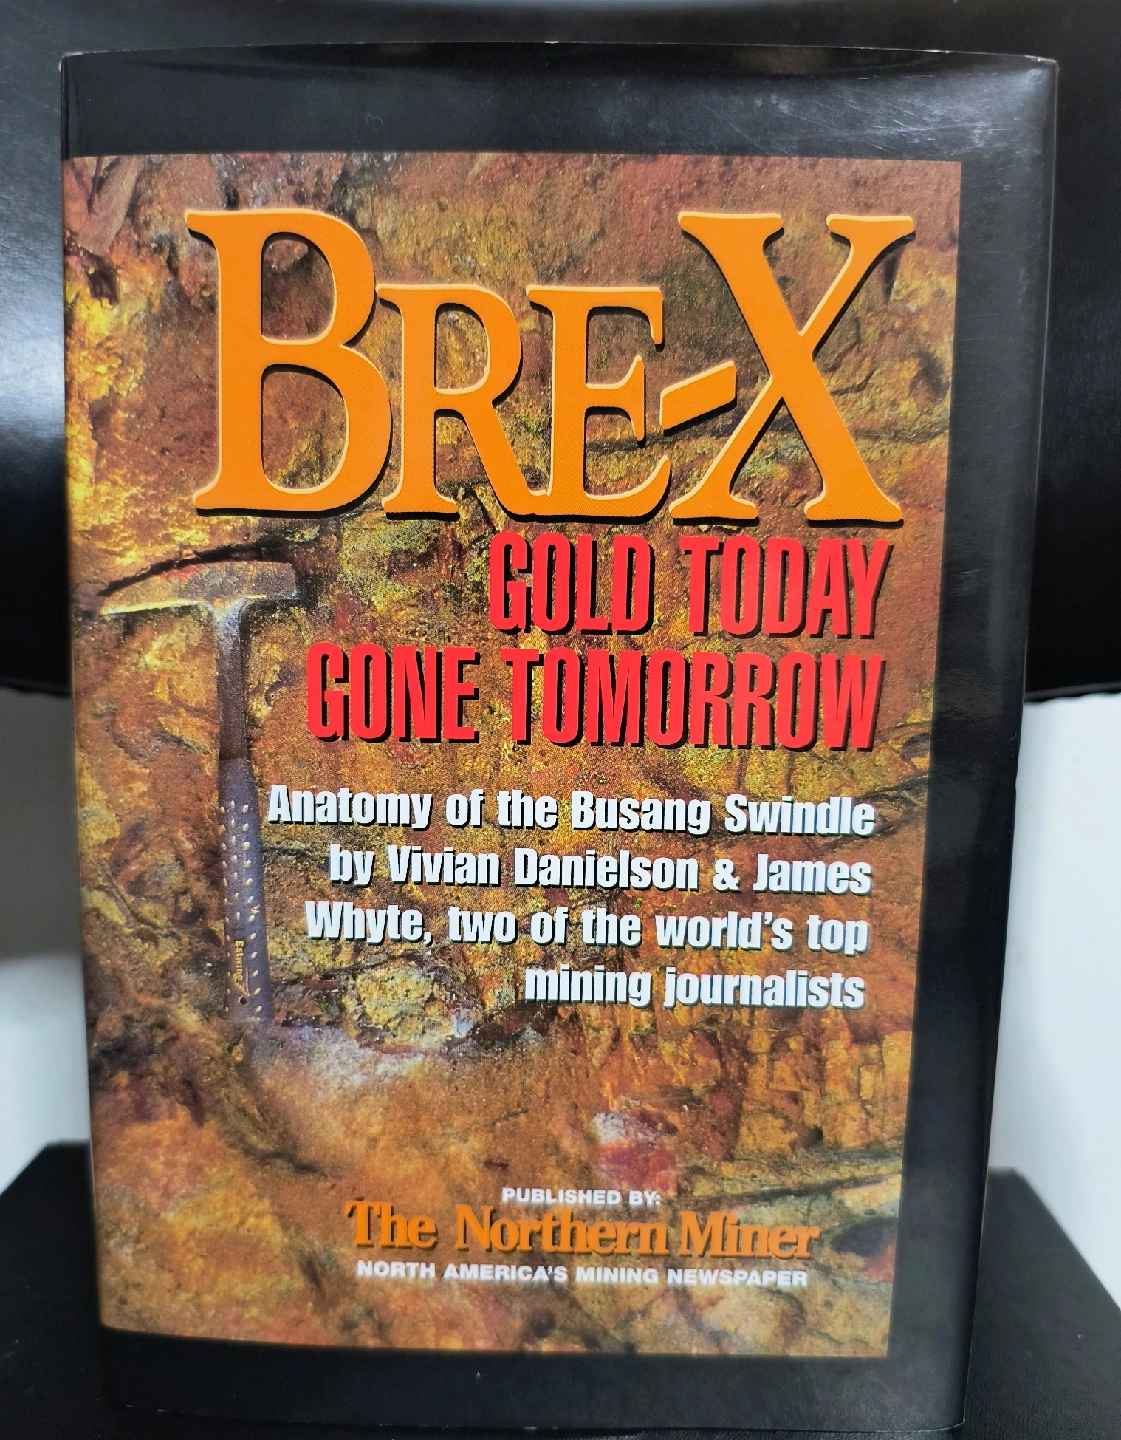 BRE-X
GOLD TODAY
GONE TOMORROW
Anatomy of the Busang Swindle
by Vivian Danielson & James
Whyte, two of the world's top
mining journalists
Estwing
PUBLISHED BY:
The Northern Miner
NORTH AMERICA'S MINING NEWSPAPER